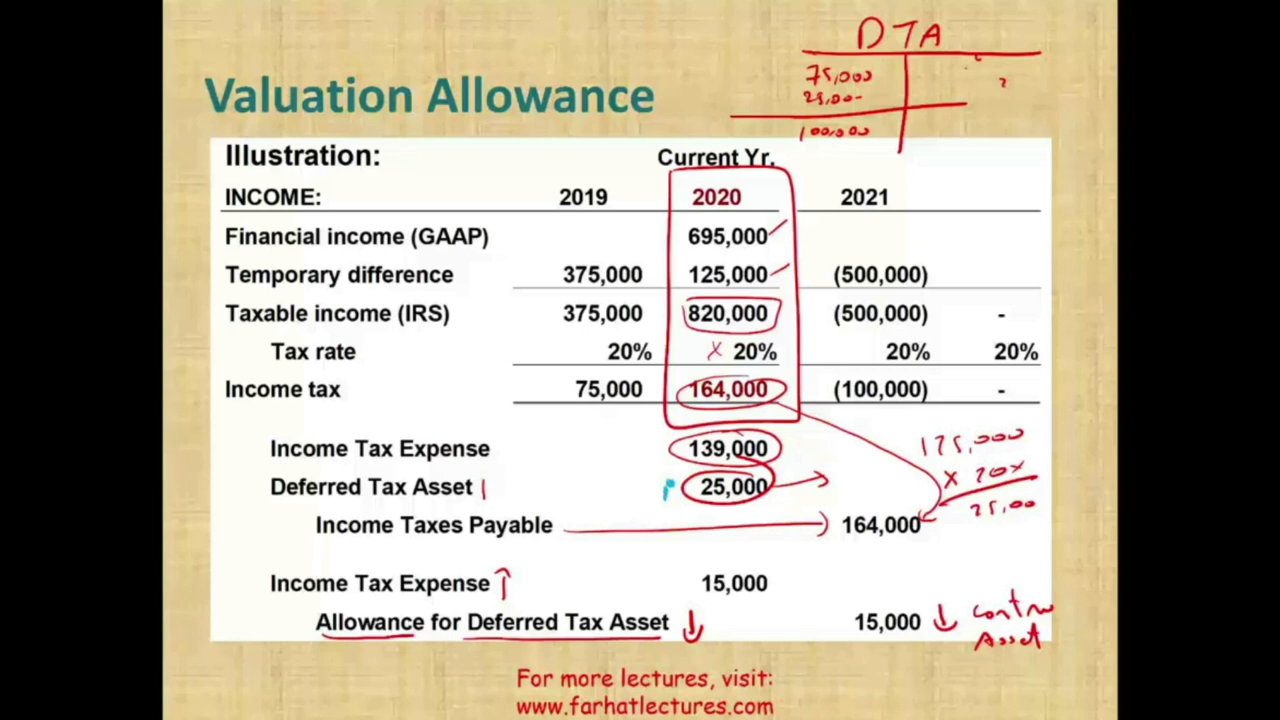 DTA
75,000
25,00-
100,000
Valuation Allowance
Illustration: Current Yr.
INCOME: 2019 2020 2021
Financial income (GAAP) 695,000
Temporary difference 375,000 125,000 (500,000)
Taxable income (IRS) 375,000 820,000 (500,000) -
Tax rate 20% x 20% 20% 20%
Income tax 75,000 164,000 (100,000) -
Income Tax Expense 139,000
Deferred Tax Asset 25,000
Income Taxes Payable 164,000
125,000
x 20%
25,00
Income Tax Expense 15,000
Allowance for Deferred Tax Asset 15,000
contra
Asset
For more lectures, visit:
www.farhatlectures.com